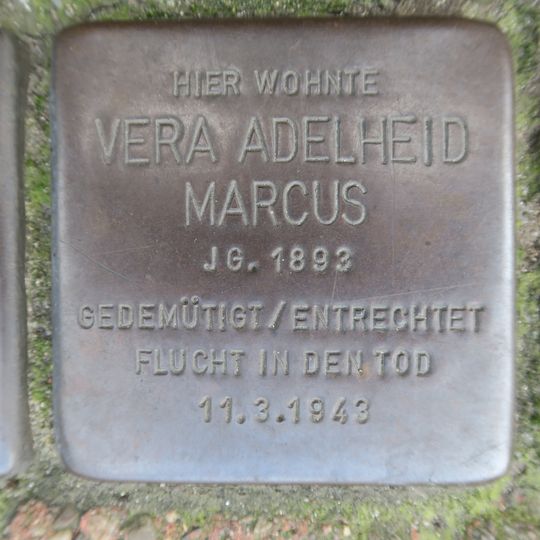 HIER WOHNTE
VERA ADELHEID
MARCUS
JG. 1893
GEDEMÜTIGT/ENTRECHTET
FLUCHT IN DEN TOD
11.3.1943